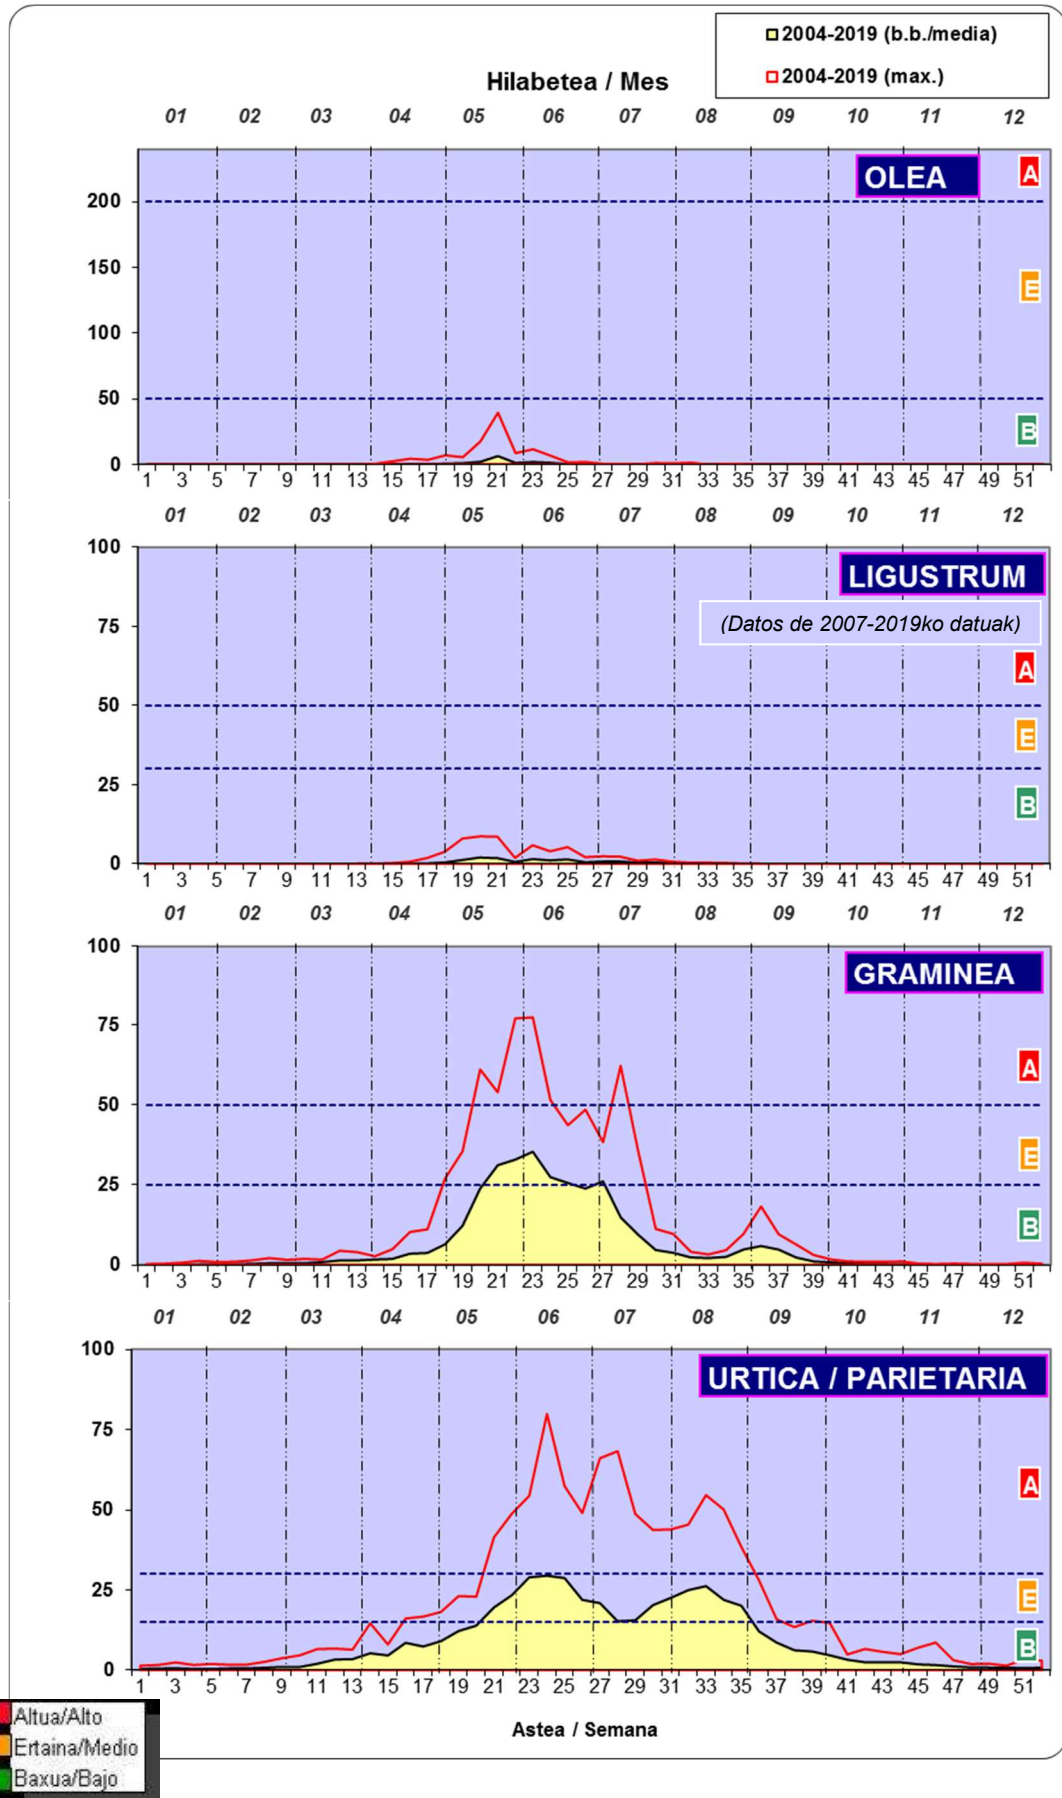 2004-2019 (b.b./media)
2004-2019 (max.)
Hilabetea / Mes
01 02 03 04 05 06 07 08 09 10 11 12
OLEA
A
200
150
E
100
50
B
0
1 3 5 7 9 11 13 15 17 19 21 23 25 27 29 31 33 35 37 39 41 43 45 47 49 51
01 02 03 04 05 06 07 08 09 10 11 12
100
LIGUSTRUM
75
(Datos de 2007-2019ko datuak)
A
50
E
25
B
0
1 3 5 7 9 11 13 15 17 19 21 23 25 27 29 31 33 35 37 39 41 43 45 47 49 51
01 02 03 04 05 06 07 08 09 10 11 12
100
GRAMINEA
75
A
50
E
25
B
0
1 3 5 7 9 11 13 15 17 19 21 23 25 27 29 31 33 35 37 39 41 43 45 47 49 51
01 02 03 04 05 06 07 08 09 10 11 12
100
URTICA / PARIETARIA
75
A
50
25
E
B
0
1 3 5 7 9 11 13 15 17 19 21 23 25 27 29 31 33 35 37 39 41 43 45 47 49 51
Astea / Semana
Altua/Alto
Ertaina/Medio
Baxua/Bajo